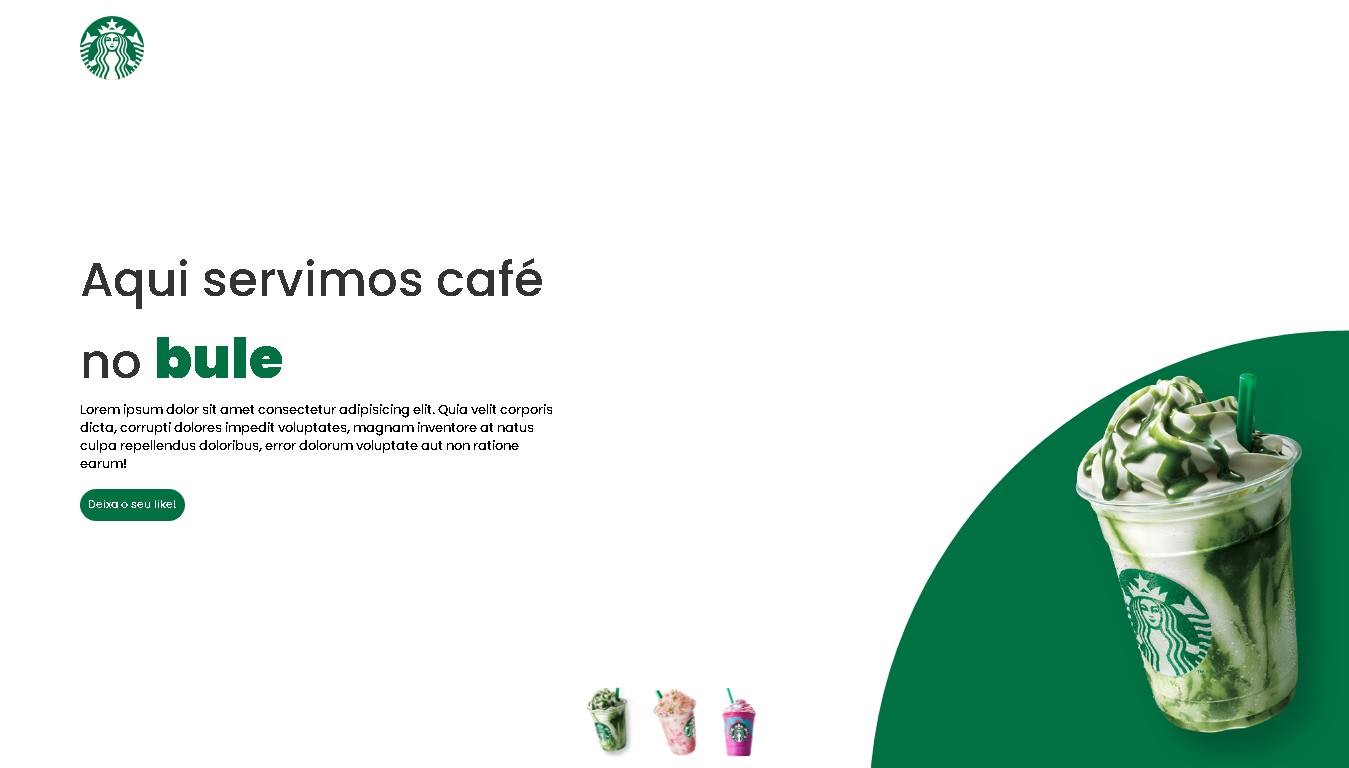 Aqui servimos café
no bule
Lorem ipsum dolor sit amet consectetur adipisicing elit. Quia velit corporis
dicta, corrupti dolores impedit voluptates, magnam inventore at natus
culpa repellendus doloribus, error dolorum voluptate aut non ratione
earum!
Deixa o seu like!